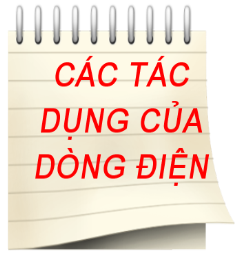 CÁC TÁC
DỤNG CỦA
DÒNG ĐIỆN